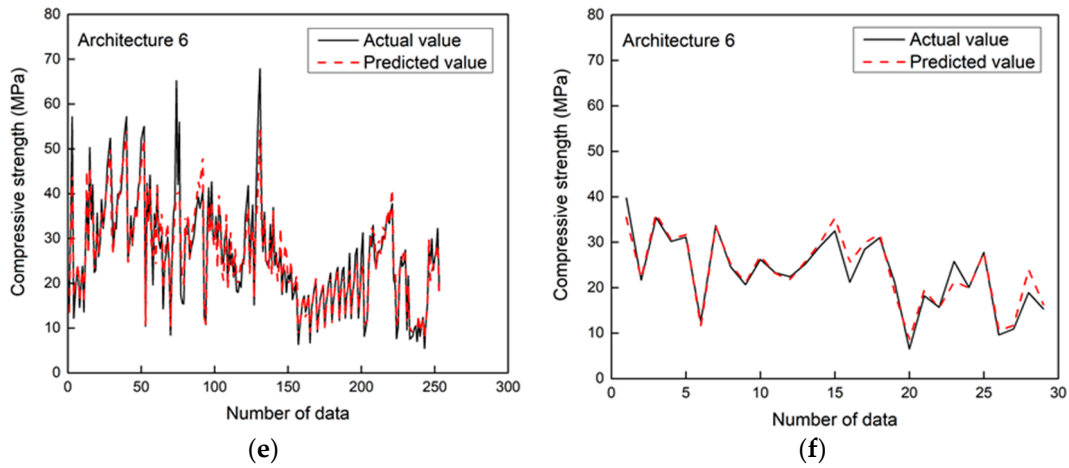 80
70
60
50
40
30
20
10
0
Compressive strength (MPa)
Architecture 6
Actual value
Predicted value
0 50 100 150 200 250 300
Number of data
(e)
80
70
60
50
40
30
20
10
0
Compressive strength (MPa)
Architecture 6
Actual value
Predicted value
0 5 10 15 20 25 30
Number of data
(f)